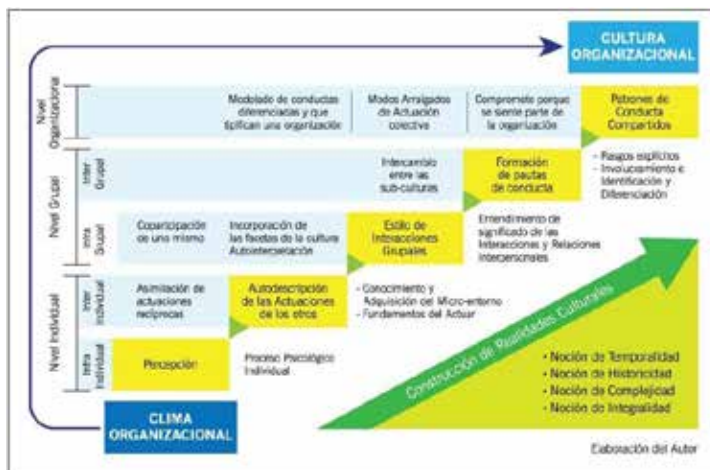 CULTURA
ORGANIZACIONAL
Nivel
Organizacional
Modelado de conductas
diferenciadas y que
tipifican una organización
Modos Arraigados
de Actuación
colectiva
Compromete porque
se siente parte de
la organización
Patrones de
Conducta
Compartidos
Nivel Grupal
Inter
Grupal
Intercambio
entre las
sub-culturas
Formación
de pautas
de conducta
- Rasgos explícitos
- Involucramiento e
Identificación y
Diferenciación
Intra
Grupal
Coparticipación
de uno mismo
Incorporación de
las facetas de la cultura
Autointerpretación
Estilo de
Interacciones
Grupales
Entendimiento de
significado de las
Interacciones y Relaciones
Interpersonales
Nivel Individual
Inter
Individual
Asimilación de
actuaciones
recíprocas
Autodescripción
de las Actuaciones
de los otros
- Conocimiento y
Adquisición del Micro-entorno
- Fundamentos del Actuar
Intra
Individual
Percepción
Proceso Psicológico
Individual
Construcción de Realidades Culturales
• Noción de Temporalidad
• Noción de Historicidad
• Noción de Complejidad
• Noción de Integralidad
CLIMA
ORGANIZACIONAL
Elaboración del Autor